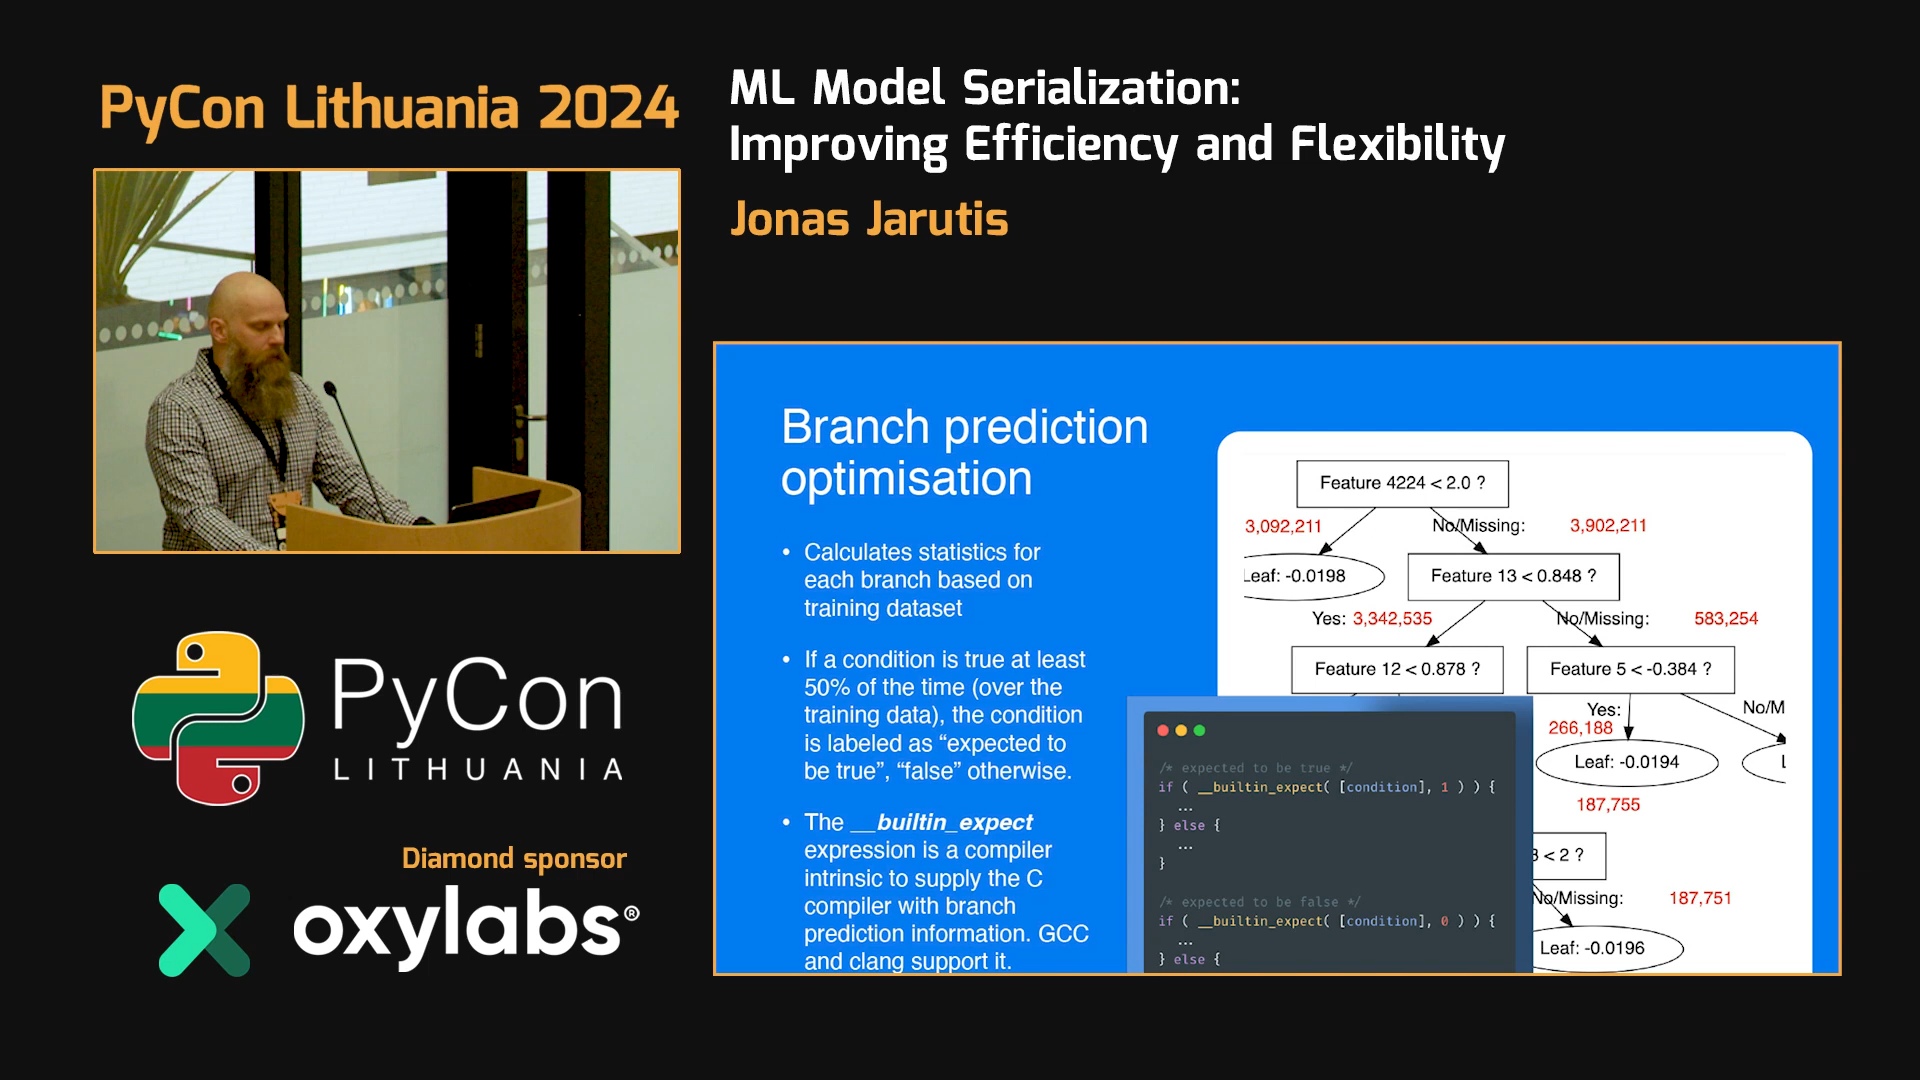 PyCon Lithuania 2024
ML Model Serialization:
Improving Efficiency and Flexibility
Jonas Jarutis
PyCon
LITHUANIA
Diamond sponsor
oxylabs®
Branch prediction
optimisation
• Calculates statistics for
each branch based on
training dataset
• If a condition is true at least
50% of the time (over the
training data), the condition
is labeled as “expected to
be true”, “false” otherwise.
• The __builtin_expect
expression is a compiler
intrinsic to supply the C
compiler with branch
prediction information. GCC
and clang support it.
Feature 4224 < 2.0 ?
3,092,211
No/Missing: 3,902,211
Leaf: -0.0198
Feature 13 < 0.848 ?
Yes: 3,342,535
No/Missing: 583,254
Feature 12 < 0.878 ?
Feature 5 < -0.384 ?
Yes:
266,188
No/M
Leaf: -0.0194
L
187,755
3 < 2 ?
No/Missing: 187,751
Leaf: -0.0196
/* expected to be true */
if ( __builtin_expect( [condition], 1 ) ) {
...
} else {
...
}
/* expected to be false */
if ( __builtin_expect( [condition], 0 ) ) {
...
} else {